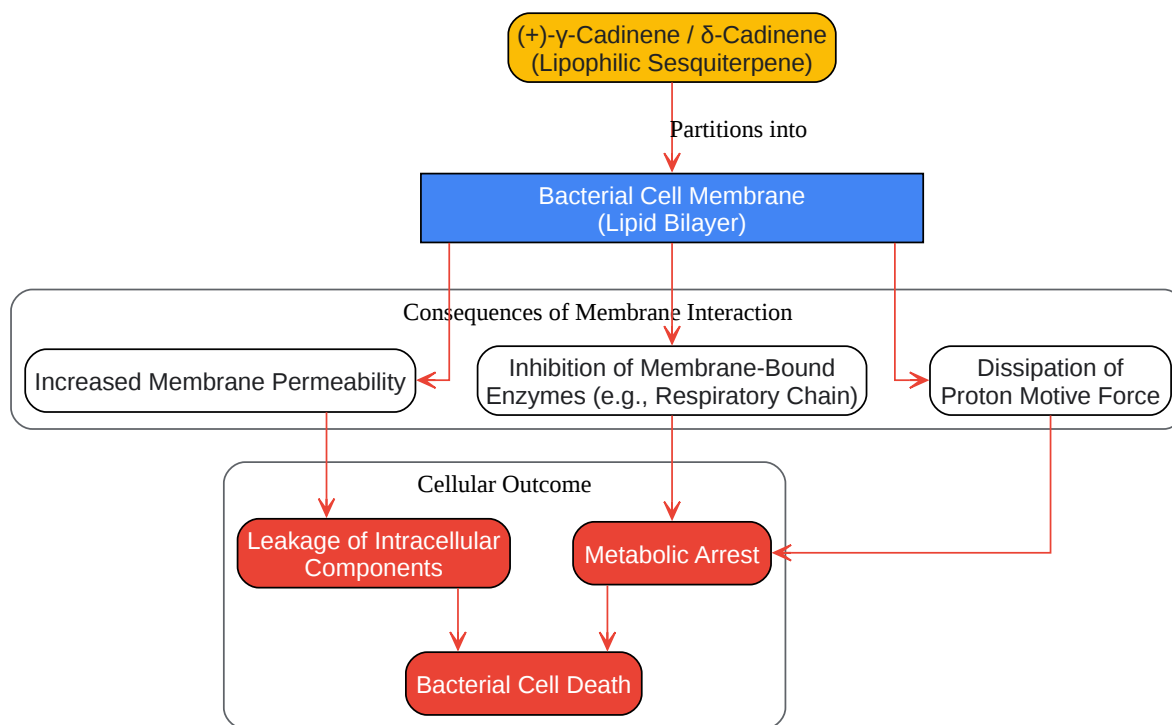 (+)-γ-Cadinene / δ-Cadinene
(Lipophilic Sesquiterpene)
Partitions into
Bacterial Cell Membrane
(Lipid Bilayer)
Consequences of Membrane Interaction
Increased Membrane Permeability
Inhibition of Membrane-Bound
Enzymes (e.g., Respiratory Chain)
Dissipation of
Proton Motive Force
Cellular Outcome
Leakage of Intracellular
Components
Metabolic Arrest
Bacterial Cell Death